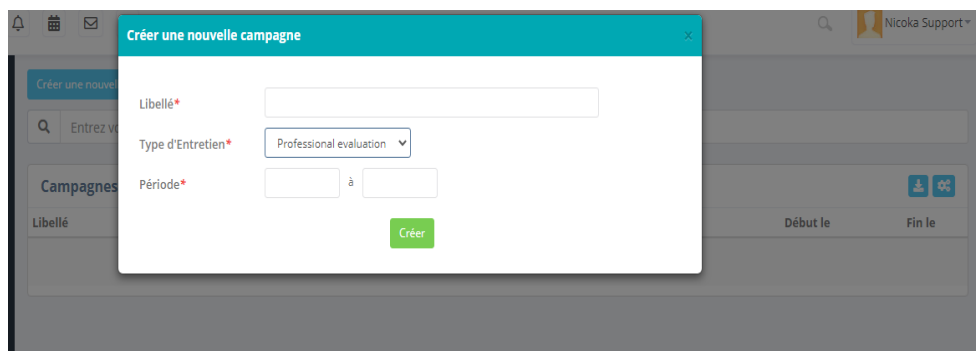 Nicoka Support
Créer une nouvelle campagne
×
Créer une nouvel
Libellé*
Entrez vo
Type d'Entretien*
Professional evaluation
Période*
à
Campagnes
Créer
Libellé
Début le
Fin le